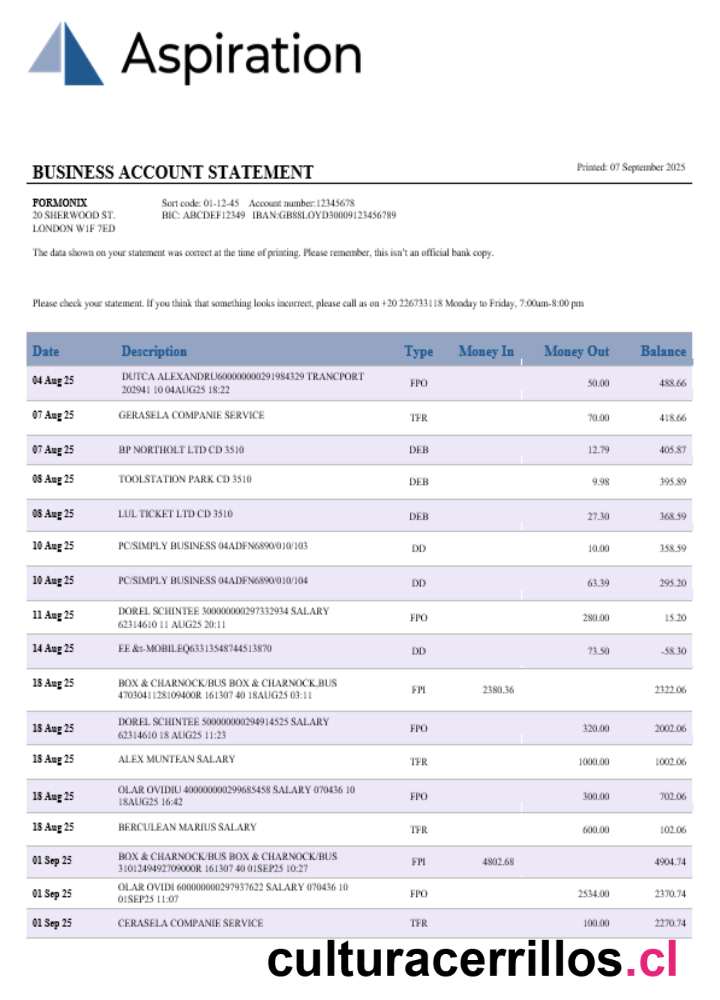 Aspiration
BUSINESS ACCOUNT STATEMENT
Printed: 07 September 2025
FORMONIX
20 SHERWOOD ST.
LONDON W1F 7ED
Sort code: 01-12-45 Account number:12345678
BIC: ABCDEF12349 IBAN:GB88LOYD30009123456789
The data shown on your statement was correct at the time of printing. Please remember, this isn't an official bank copy.
Please check your statement. If you think that something looks incorrect, please call us on +20 226733118 Monday to Friday, 7:00am-8:00 pm
Date Description Type Money In Money Out Balance
04 Aug 25 DUTCA ALEXANDRU600000000291984329 TRANCPORT
202941 10 04AUG25 18:22 FPO 50.00 488.66
07 Aug 25 GERASELA COMPANIE SERVICE TFR 70.00 418.66
07 Aug 25 BP NORTHOLT LTD CD 3510 DEB 12.79 405.87
08 Aug 25 TOOLSTATION PARK CD 3510 DEB 9.98 395.89
08 Aug 25 LUL TICKET LTD CD 3510 DEB 27.30 368.59
10 Aug 25 PC/SIMPLY BUSINESS 04ADFN6890/010/103 DD 10.00 358.59
10 Aug 25 PC/SIMPLY BUSINESS 04ADFN6890/010/104 DD 63.39 295.20
11 Aug 25 DOREL SCHINTEE 300000000297332934 SALARY
62314610 11 AUG25 20:11 FPO 280.00 15.20
14 Aug 25 EE &t-MOBILEQ63313548744513870 DD 73.50 -58.30
18 Aug 25 BOX & CHARNOCK/BUS BOX & CHARNOCK,BUS
4703041128109400R 161307 40 18AUG25 03:11 FPI 2380.36 2322.06
18 Aug 25 DOREL SCHINTEE 500000000294914525 SALARY
62314610 18 AUG25 11:23 FPO 320.00 2002.06
18 Aug 25 ALEX MUNTEAN SALARY TFR 1000.00 1002.06
18 Aug 25 OLAR OVIDIU 400000000299685458 SALARY 070436 10
18AUG25 16:42 FPO 300.00 702.06
18 Aug 25 BERCULEAN MARIUS SALARY TFR 600.00 102.06
01 Sep 25 BOX & CHARNOCK/BUS BOX & CHARNOCK/BUS
3101249492709000R 161307 40 01SEP25 10:27 FPI 4802.68 4904.74
01 Sep 25 OLAR OVIDI 600000000297937622 SALARY 070436 10
01SEP25 11:07 FPO 2534.00 2370.74
01 Sep 25 CERASELA COMPANIE SERVICE TFR 100.00 2270.74
culturacerrillos.cl